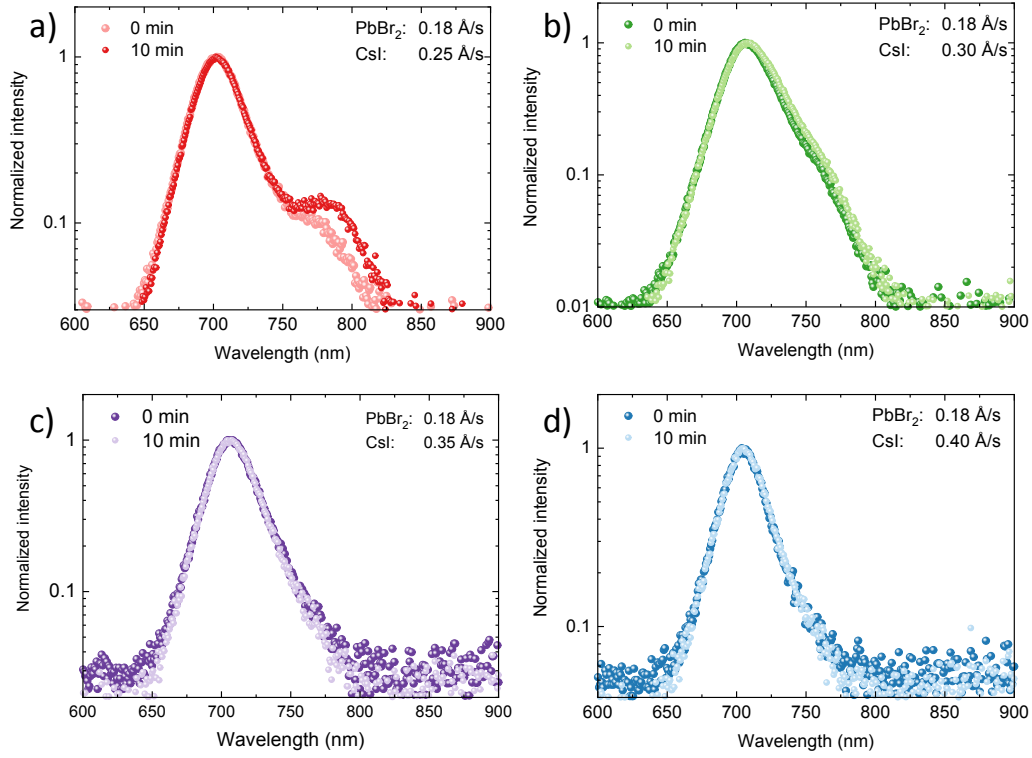 a)
0 min
10 min
PbBr₂: 0.18 Å/s
CsI: 0.25 Å/s
Normalized intensity
1
0.1
600 650 700 750 800 850 900
Wavelength (nm)
b)
0 min
10 min
PbBr₂: 0.18 Å/s
CsI: 0.30 Å/s
Normalized intensity
1
0.1
0.01
600 650 700 750 800 850 900
Wavelength (nm)
c)
0 min
10 min
PbBr₂: 0.18 Å/s
CsI: 0.35 Å/s
Normalized intensity
1
0.1
600 650 700 750 800 850 900
Wavelength (nm)
d)
0 min
10 min
PbBr₂: 0.18 Å/s
CsI: 0.40 Å/s
Normalized intensity
1
0.1
600 650 700 750 800 850 900
Wavelength (nm)